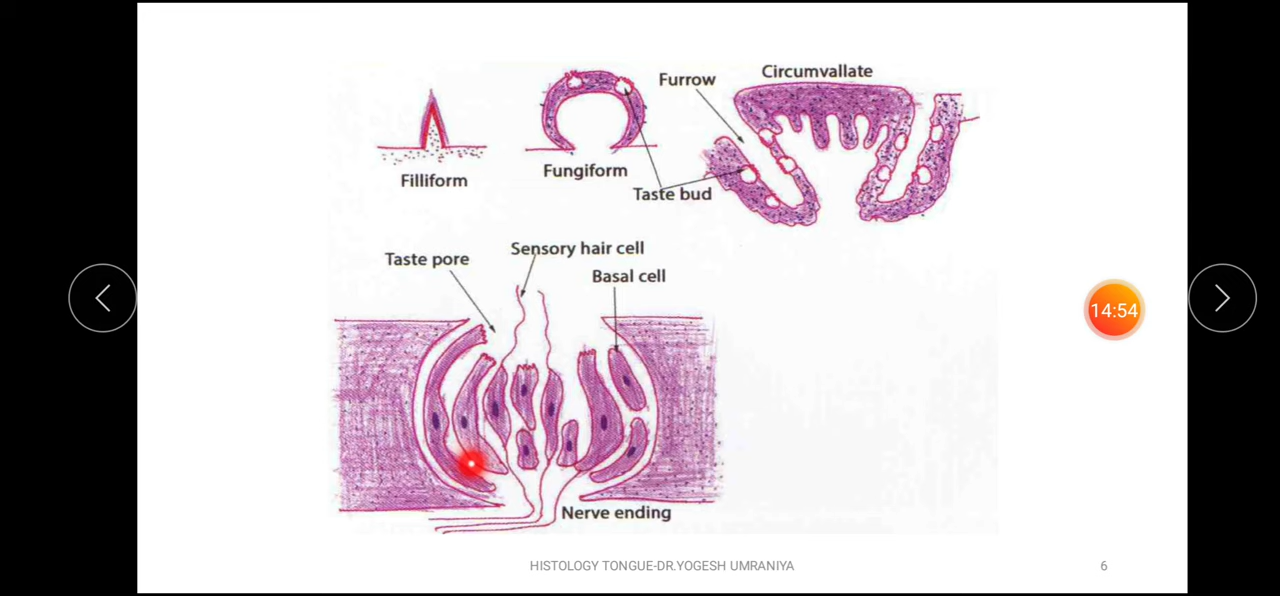 Circumvallate
Furrow
Filliform
Fungiform
Taste bud
Sensory hair cell
Taste pore
Basal cell
14:54
Nerve ending
HISTOLOGY TONGUE-DR.YOGESH UMRANIYA
6